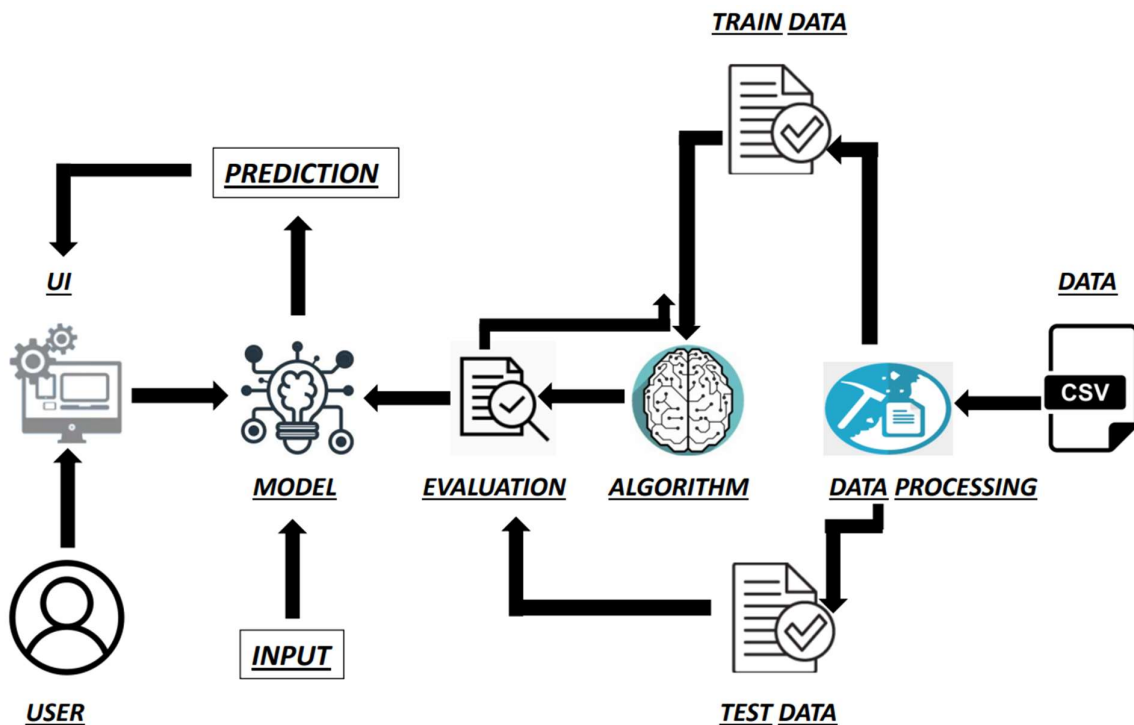 TRAIN DATA
PREDICTION
UI
DATA
CSV
MODEL
EVALUATION
ALGORITHM
DATA PROCESSING
INPUT
USER
TEST DATA